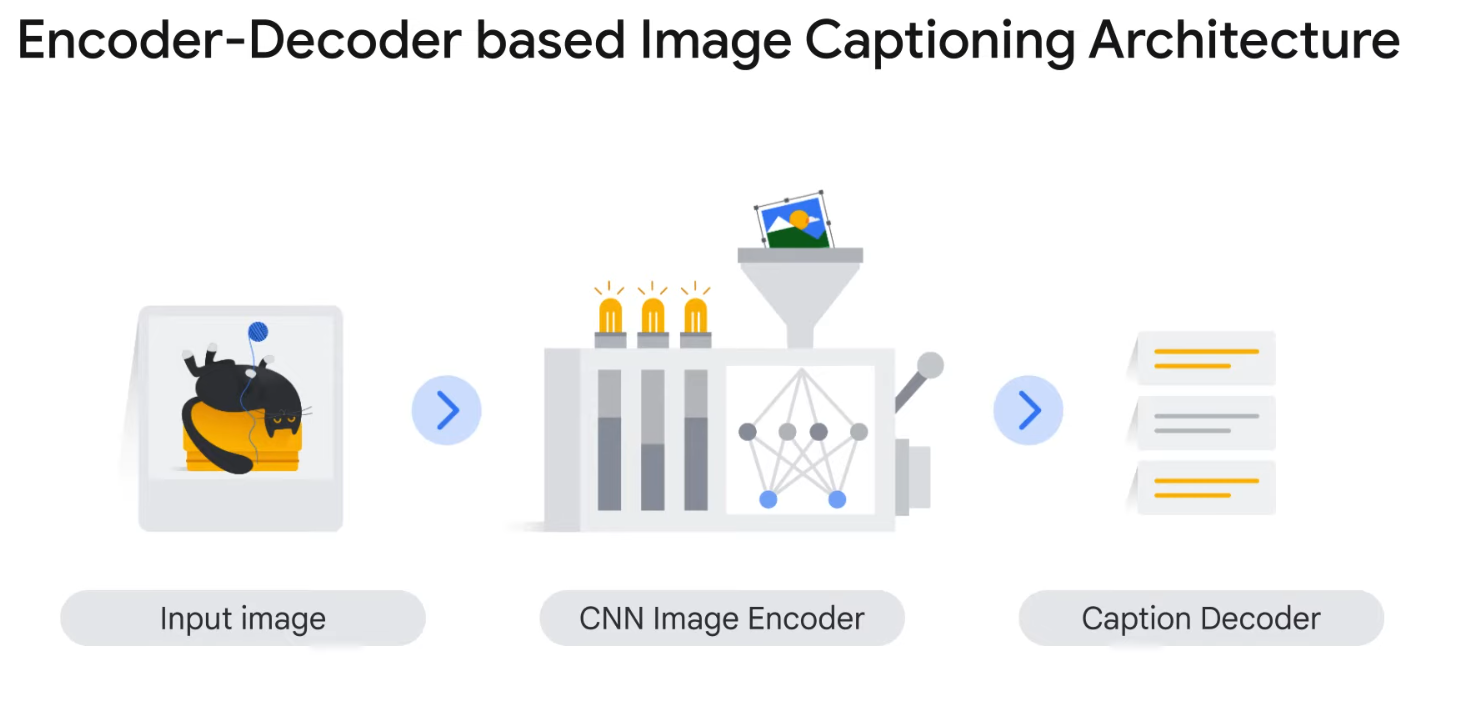 Encoder-Decoder based Image Captioning Architecture
Input image
CNN Image Encoder
Caption Decoder